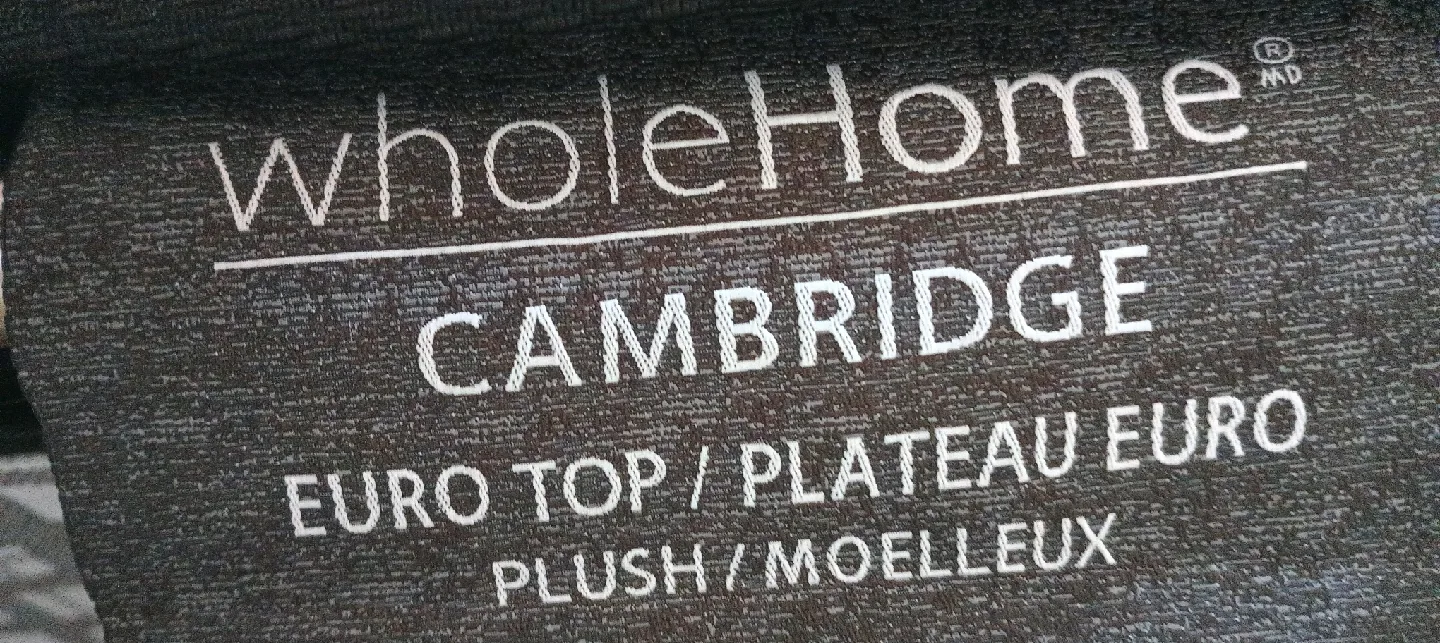 wholeHome®
MD
CAMBRIDGE
EURO TOP / PLATEAU EURO
PLUSH / MOELLEUX